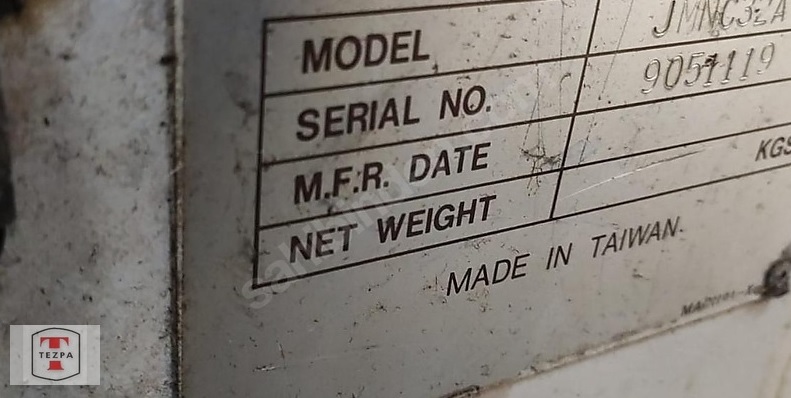 MODEL JMNC32A
SERIAL NO. 9051119
M.F.R. DATE
NET WEIGHT KGS
MADE IN TAIWAN.
T
TEZPA